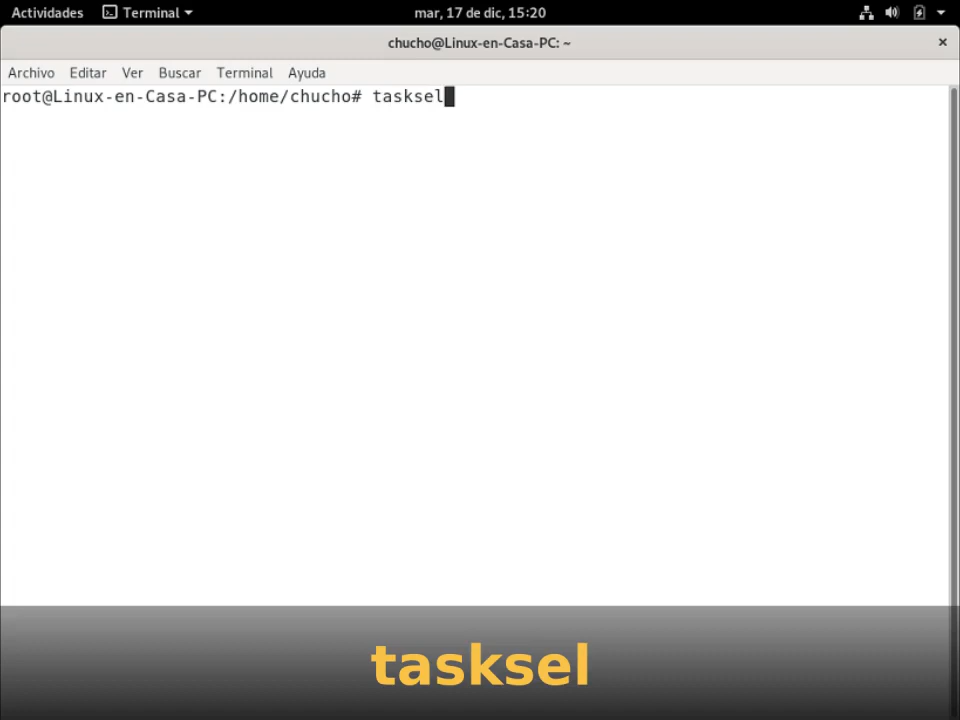 Actividades Terminal mar, 17 de dic, 15:20
chucho@Linux-en-Casa-PC: ~ ×
Archivo Editar Ver Buscar Terminal Ayuda
root@Linux-en-Casa-PC:/home/chucho# tasksel
tasksel